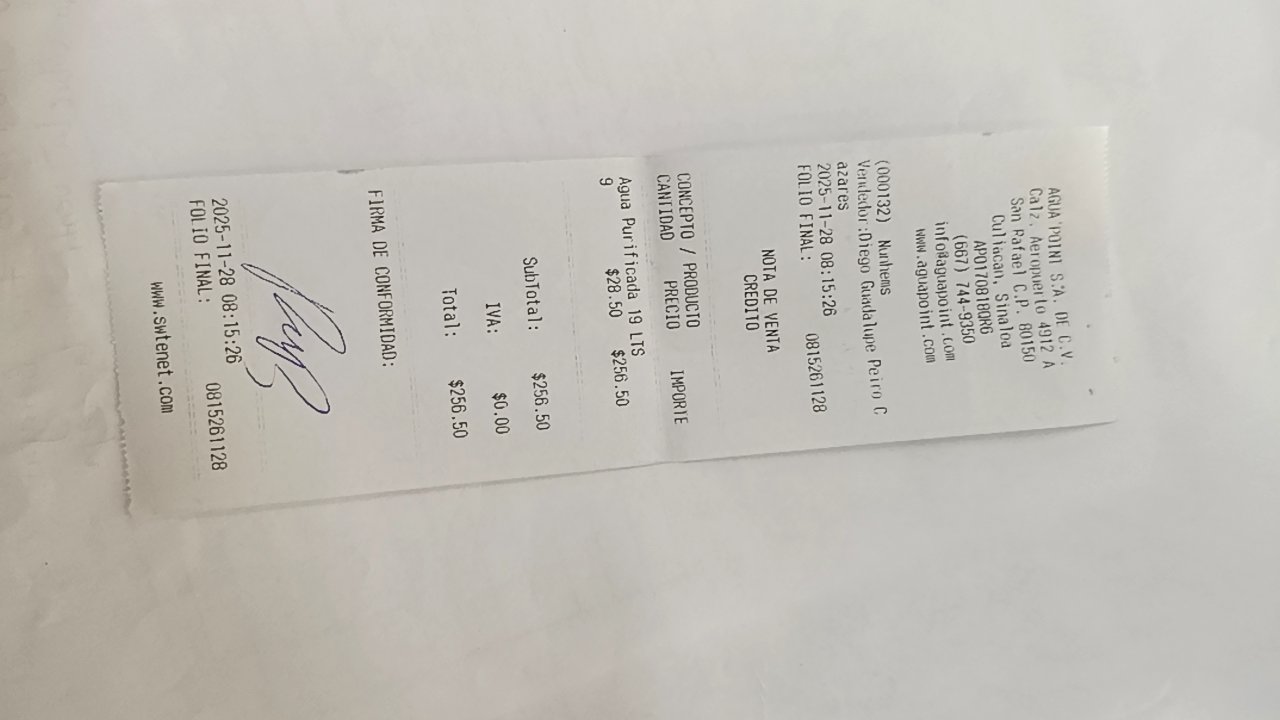 AGUA POINT S.A. DE C.V.
Calz. Aeropuerto 4912 A
San Rafael C.P. 80150
Culiacan, Sinaloa
APO170818QR6
(667) 744-9350
info@aguapoint.com
www.aguapoint.com
(000132) Nunhems
Vendedor:Diego Guadalupe Peiro C
azares
2025-11-28 08:15:26
FOLIO FINAL: 0815261128
NOTA DE VENTA
CREDITO
CONCEPTO / PRODUCTO
CANTIDAD PRECIO IMPORTE
Agua Purificada 19 LTS
9 $28.50 $256.50
SubTotal: $256.50
IVA: $0.00
Total: $256.50
FIRMA DE CONFORMIDAD:
2025-11-28 08:15:26
FOLIO FINAL: 0815261128
www.swtenet.com